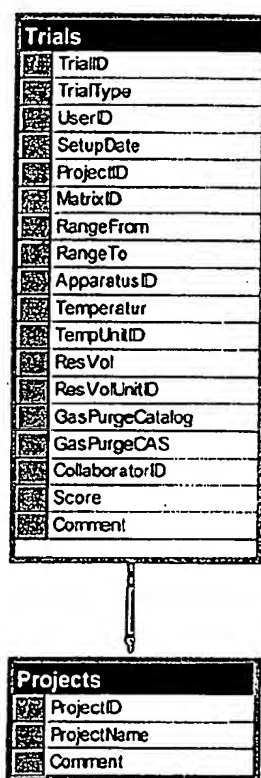 Trials
TrialID
TrialType
UserID
SetupDate
ProjectID
MatrixID
RangeFrom
RangeTo
ApparatusID
Temperatur
TempUnitID
ResVol
ResVolUnitID
GasPurgeCatalog
GasPurgeCAS
CollaboratorID
Score
Comment
Projects
ProjectID
ProjectName
Comment